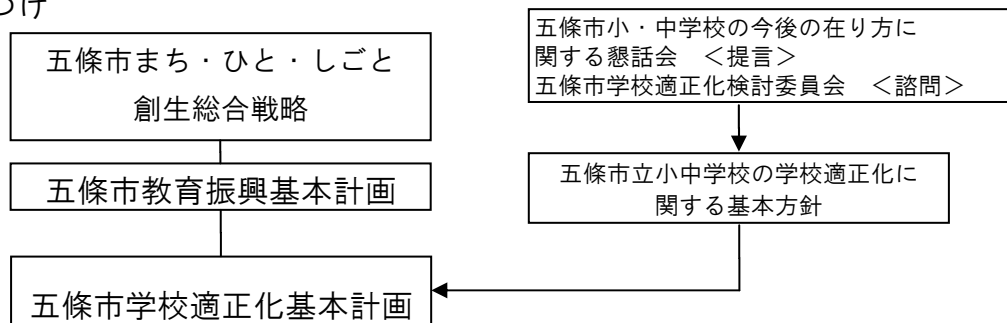 づけ
五條市まち・ひと・しごと
創生総合戦略
五條市教育振興基本計画
五條市学校適正化基本計画
五條市小・中学校の今後の在り方に
関する懇話会　＜提言＞
五條市学校適正化検討委員会　＜諮問＞
五條市立小中学校の学校適正化に
関する基本方針